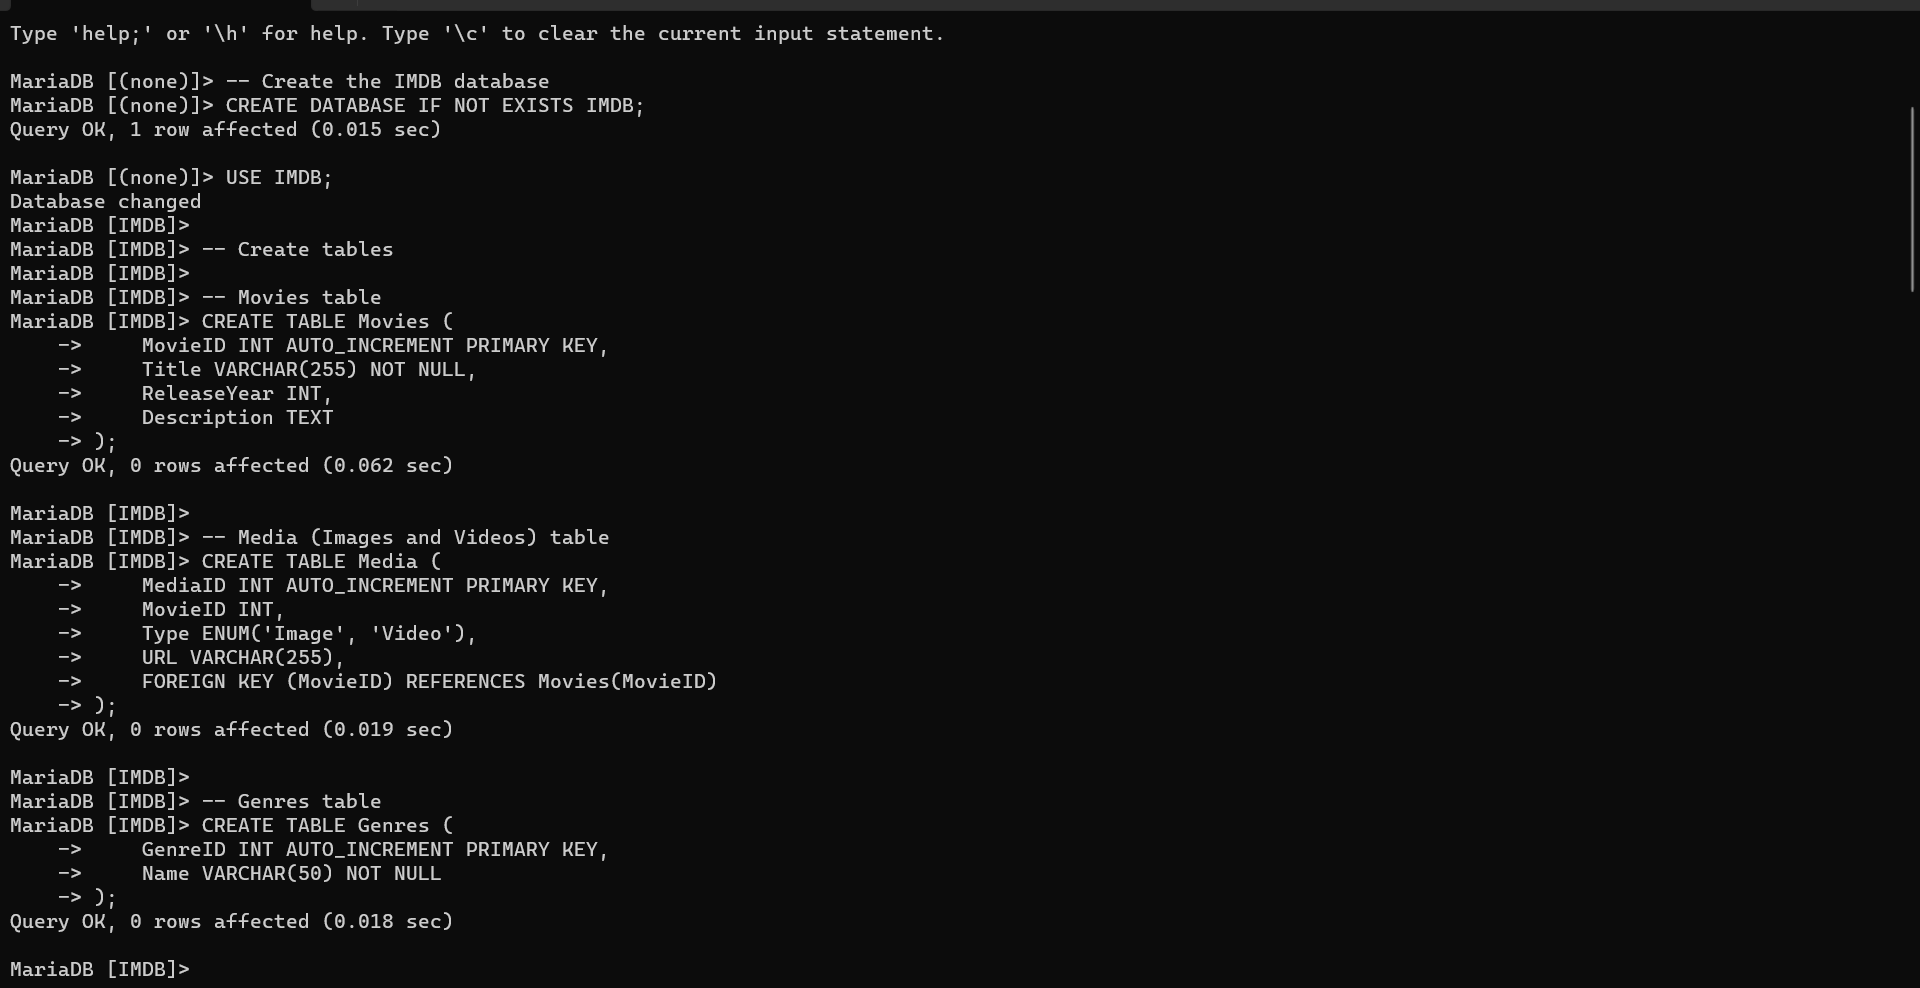 Type 'help;' or '\h' for help. Type '\c' to clear the current input statement.

MariaDB [(none)]> -- Create the IMDB database
MariaDB [(none)]> CREATE DATABASE IF NOT EXISTS IMDB;
Query OK, 1 row affected (0.015 sec)

MariaDB [(none)]> USE IMDB;
Database changed
MariaDB [IMDB]>
MariaDB [IMDB]> -- Create tables
MariaDB [IMDB]>
MariaDB [IMDB]> -- Movies table
MariaDB [IMDB]> CREATE TABLE Movies (
    ->     MovieID INT AUTO_INCREMENT PRIMARY KEY,
    ->     Title VARCHAR(255) NOT NULL,
    ->     ReleaseYear INT,
    ->     Description TEXT
    -> );
Query OK, 0 rows affected (0.062 sec)

MariaDB [IMDB]>
MariaDB [IMDB]> -- Media (Images and Videos) table
MariaDB [IMDB]> CREATE TABLE Media (
    ->     MediaID INT AUTO_INCREMENT PRIMARY KEY,
    ->     MovieID INT,
    ->     Type ENUM('Image', 'Video'),
    ->     URL VARCHAR(255),
    ->     FOREIGN KEY (MovieID) REFERENCES Movies(MovieID)
    -> );
Query OK, 0 rows affected (0.019 sec)

MariaDB [IMDB]>
MariaDB [IMDB]> -- Genres table
MariaDB [IMDB]> CREATE TABLE Genres (
    ->     GenreID INT AUTO_INCREMENT PRIMARY KEY,
    ->     Name VARCHAR(50) NOT NULL
    -> );
Query OK, 0 rows affected (0.018 sec)

MariaDB [IMDB]>